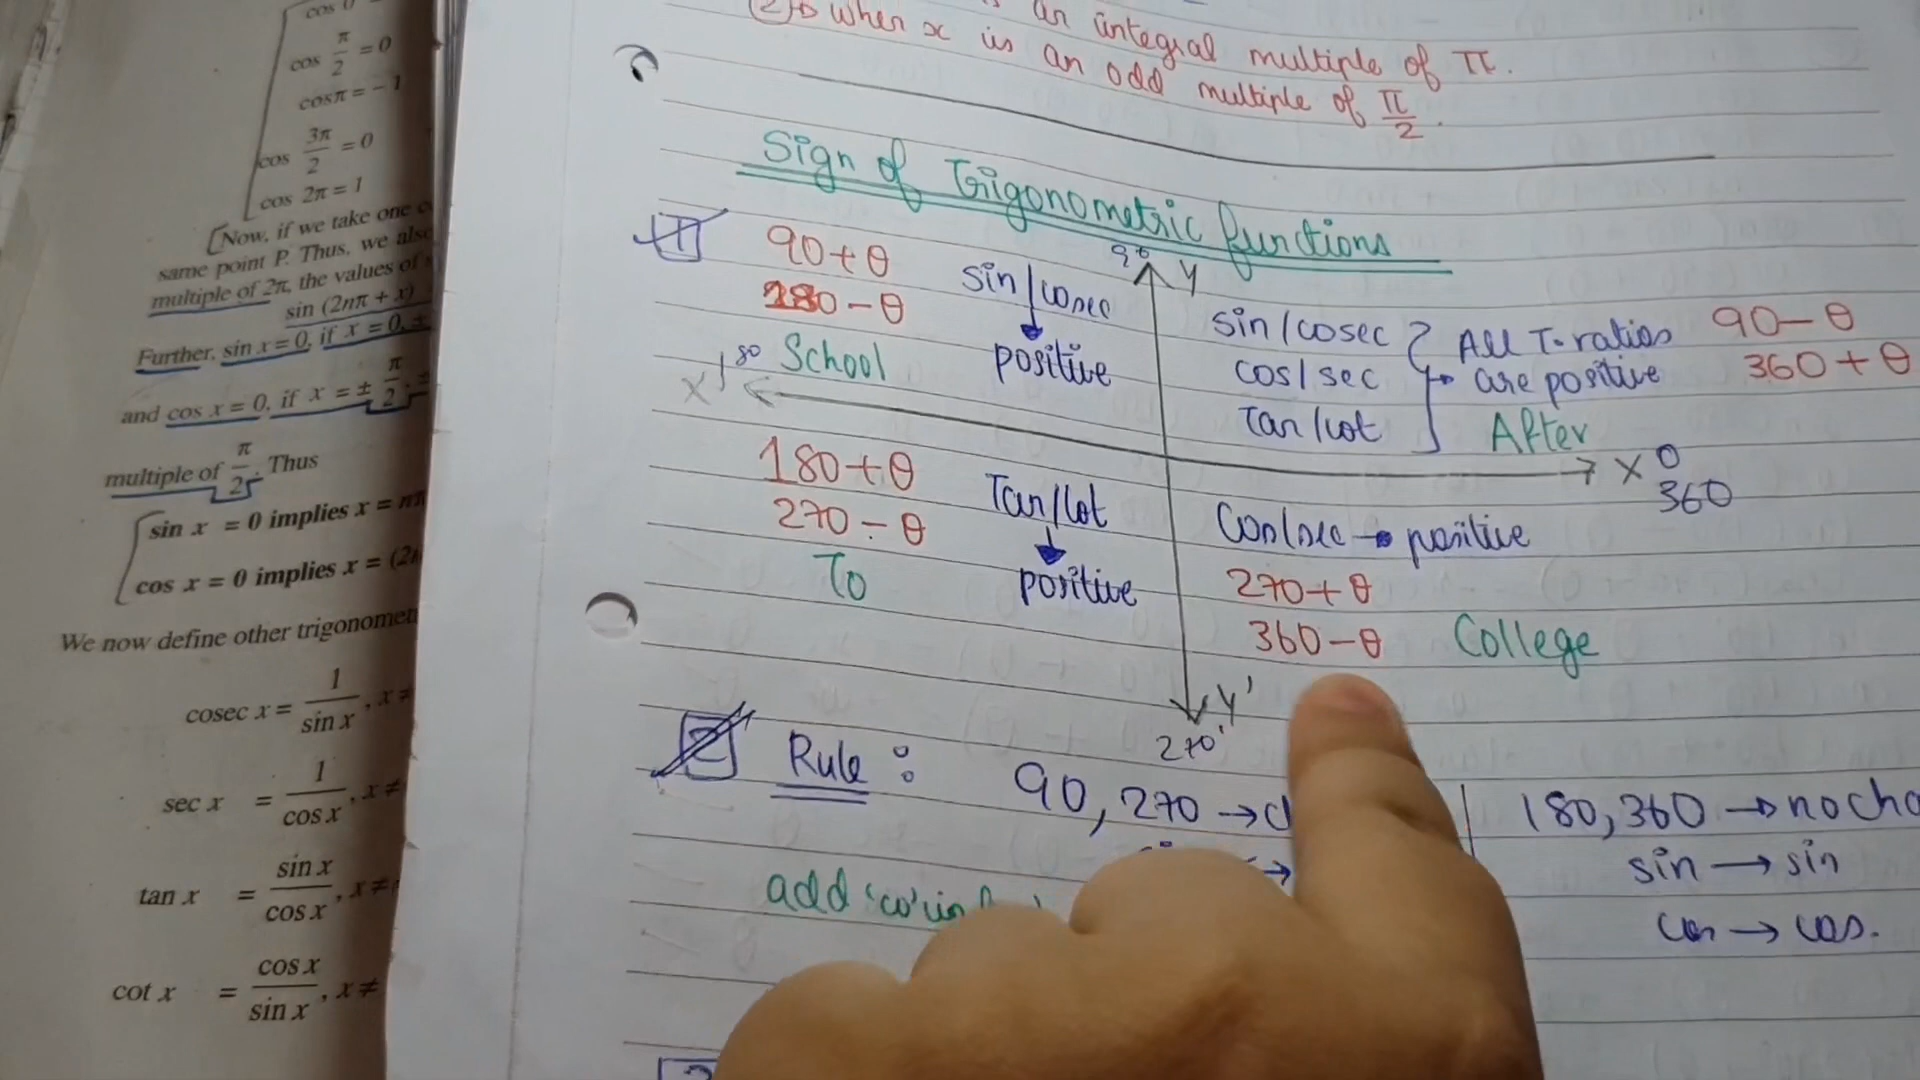 cos 0
cos π/2 = 0
cosπ = − 1
cos 3π/2 = 0
cos 2π = 1
[Now, if we take one
same point P. Thus, we also
multiple of 2π, the values of
sin (2nπ + x)
Further, sin x = 0, if x = 0, ±
and cos x = 0, if x = ± π/2, ±
multiple of π/2. Thus
sin x = 0 implies x = nπ
cos x = 0 implies x = (2
We now define other trigonomet
cosec x = 1/sin x, x ≠
sec x = 1/cos x, x ≠
tan x = sin x/cos x, x ≠
cot x = cos x/sin x, x ≠
an integral multiple of π.
(2) → when x is an odd multiple of π/2.
Sign of Trigonometric functions
1
90+θ
180−θ
School
sin/cosec
positive
90
Y
sin/cosec
cos/sec
Tan/cot
All T-ratios
are positive
After
90−θ
360+θ
X' 180
X 0
360
180+θ
270−θ
To
Tan/cot
positive
Cos/sec → positive
270+θ
360−θ College
Y'
270
2 Rule :
90, 270 → c
180, 360 → no cha
sin → sin
cos → cos.
add 'co' in